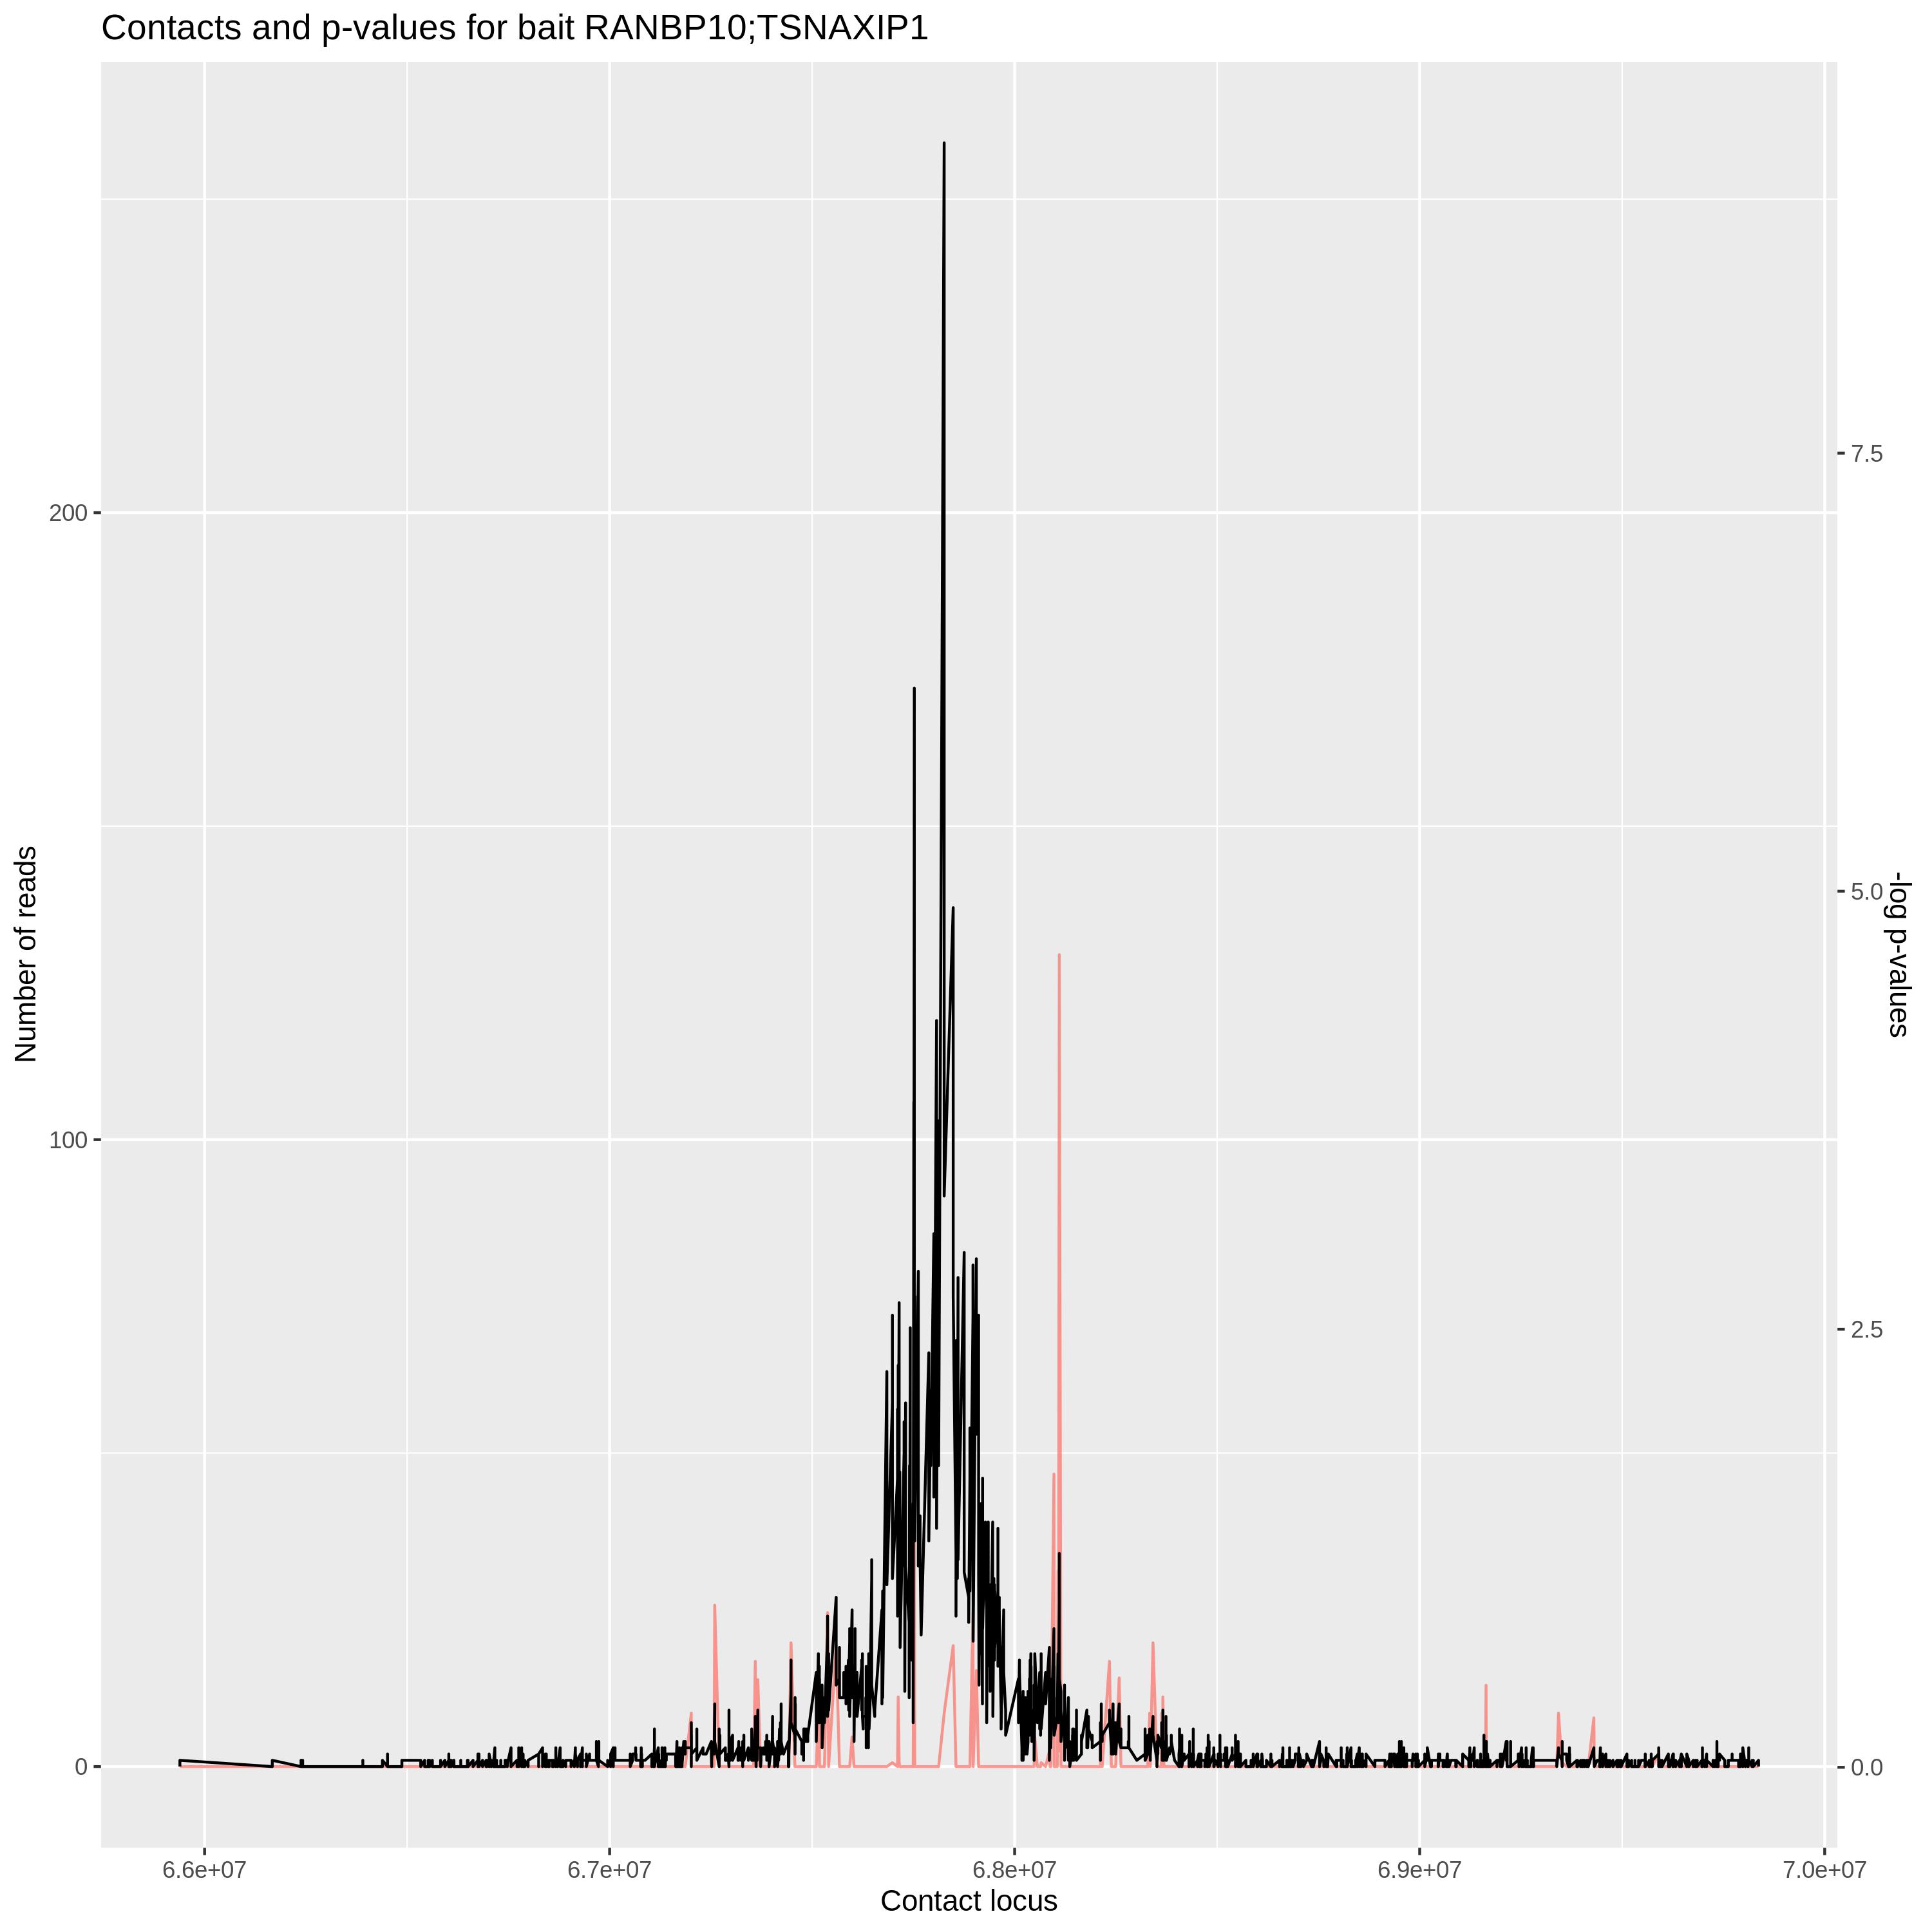 Contacts and p-values for bait RANBP10;TSNAXIP1
Number of reads
200
100
0
7.5
5.0
2.5
0.0
-log p-values
6.6e+07
6.7e+07
6.8e+07
6.9e+07
7.0e+07
Contact locus